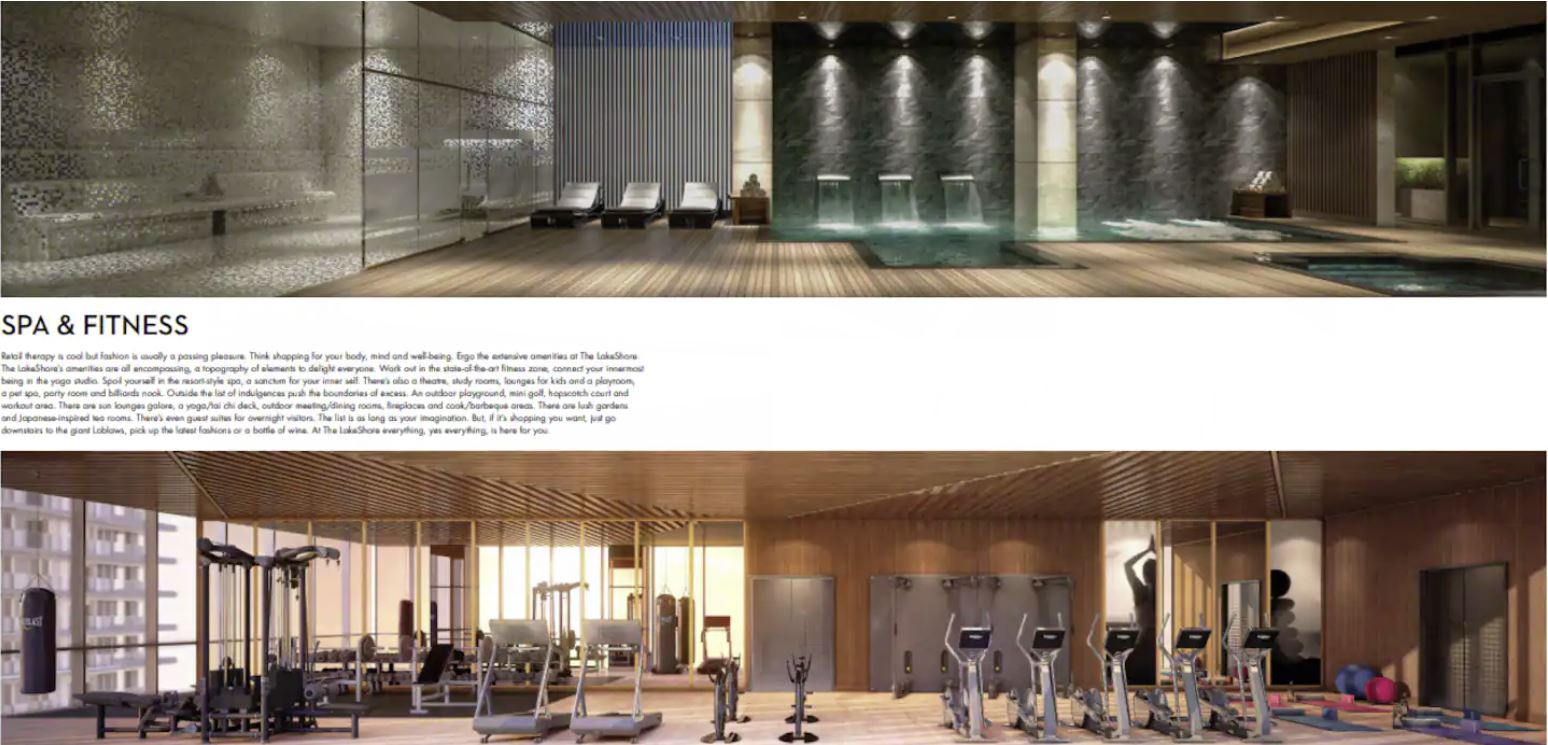 SPA & FITNESS
Retail therapy is cool but fashion is usually a passing pleasure. Think shopping for your body, mind and well-being. Ergo the extensive amenities at The LakeShore.
The LakeShore's amenities are all encompassing, a topography of elements to delight everyone. Work out in the state-of-the-art fitness zone, connect your innermost
being in the yoga studio. Spoil yourself in the resort-style spa, a sanctum for your inner self. There's also a theatre, study rooms, lounges for kids and a playroom,
a pet spa, party room and billiards nook. Outside the list of indulgences push the boundaries of excess. An outdoor playground, mini golf, hopscotch court and
workout area. There are sun lounges galore, a yoga/tai chi deck, outdoor meeting/dining rooms, fireplaces and cook/barbeque areas. There are lush gardens
and Japanese-inspired tea rooms. There's even guest suites for overnight visitors. The list is as long as your imagination. But, if it's shopping you want, just go
downstairs to the giant Loblaws, pick up the latest fashions or a bottle of wine. At The LakeShore everything, yes everything, is here for you.